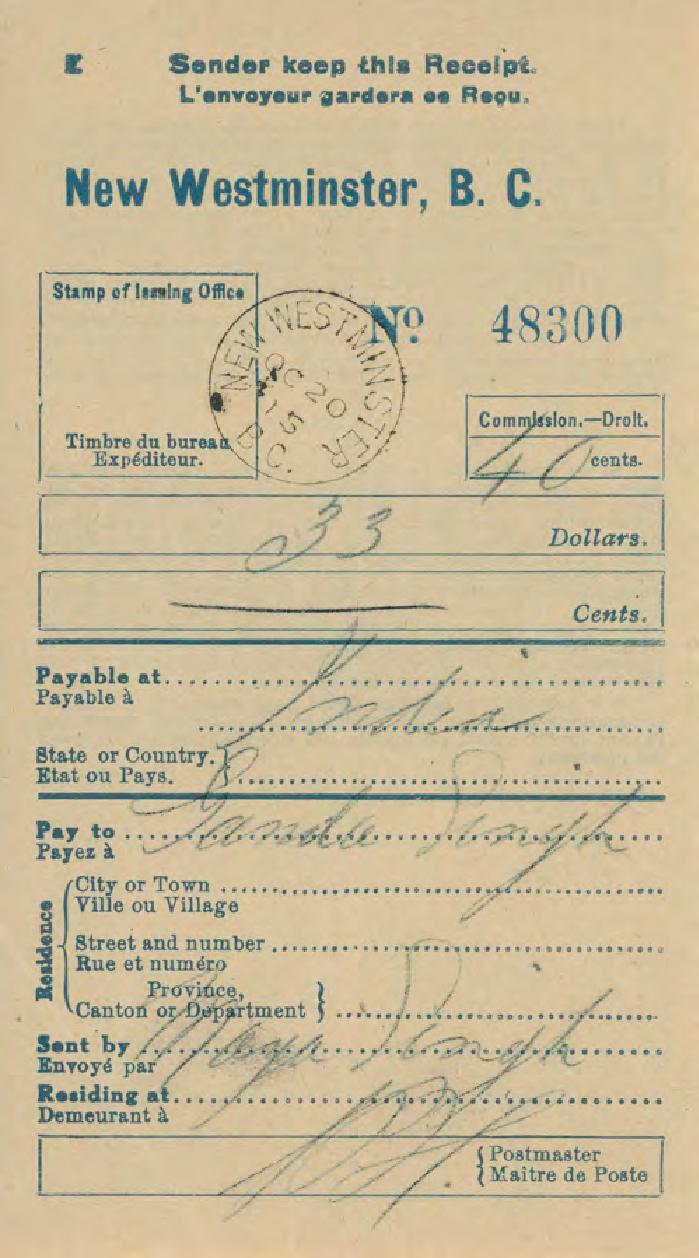 Sender keep this Receipt.
L'envoyeur gardera ce Reçu.
New Westminster, B. C.
Stamp of Issuing Office
Timbre du bureau
Expéditeur.
NEW WESTMINSTER
OC 20
15
B.C.
No 48300
Commission.—Droit.
40 cents.
33 Dollars.
— Cents.
Payable at
Payable à
India
State or Country.
Etat ou Pays.
Pay to Ganda Singh
Payez à
Residence
City or Town
Ville ou Village
Street and number
Rue et numéro
Province,
Canton or Department
Sent by Singh
Envoyé par
Residing at
Demeurant à
Postmaster
Maître de Poste